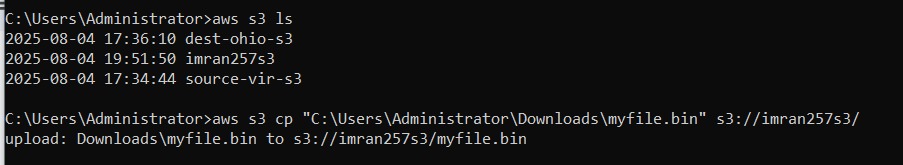 C:\Users\Administrator>aws s3 ls
2025-08-04 17:36:10 dest-ohio-s3
2025-08-04 19:51:50 imran257s3
2025-08-04 17:34:44 source-vir-s3
C:\Users\Administrator>aws s3 cp "C:\Users\Administrator\Downloads\myfile.bin" s3://imran257s3/
upload: Downloads\myfile.bin to s3://imran257s3/myfile.bin